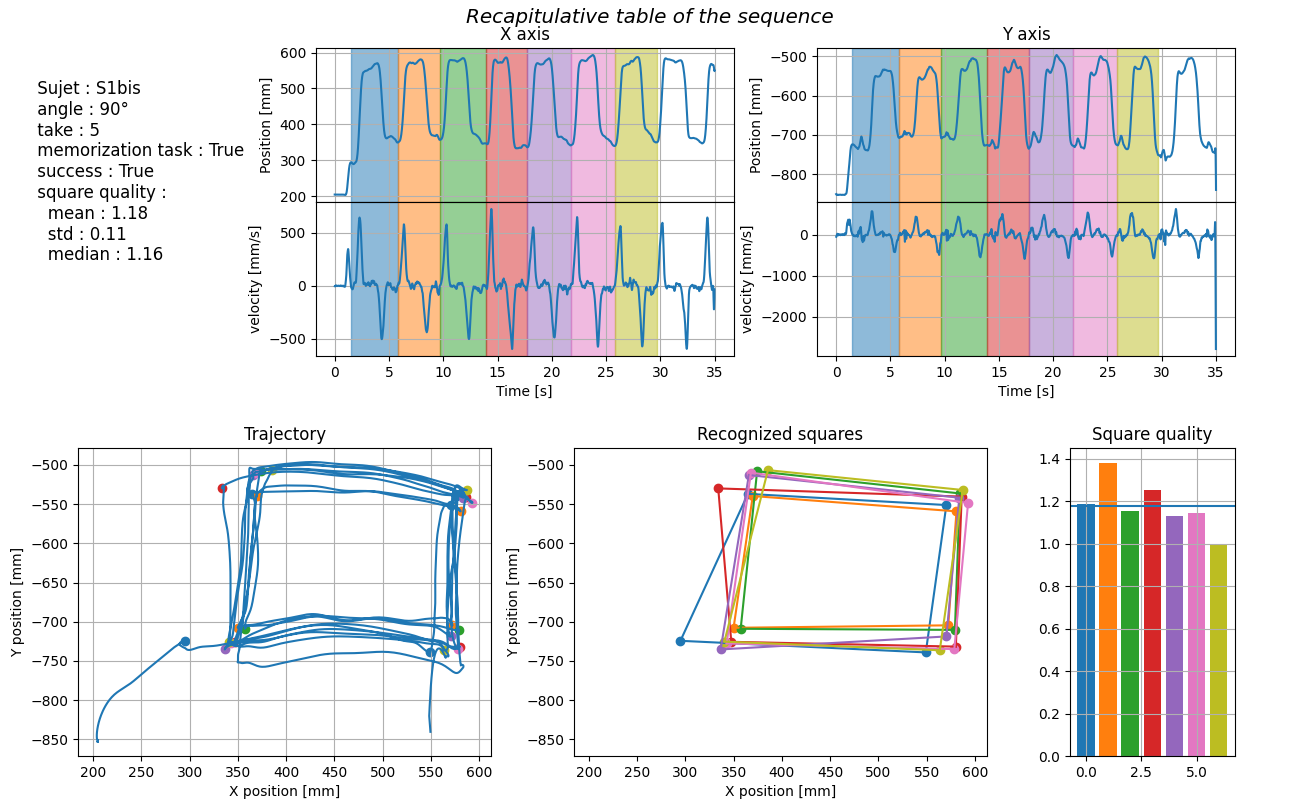 Recapitulative table of the sequence
Sujet : S1bis
angle : 90°
take : 5
memorization task : True
success : True
square quality :
mean : 1.18
std : 0.11
median : 1.16
X axis
Position [mm]
600
500
400
300
200
velocity [mm/s]
500
0
−500
0 5 10 15 20 25 30 35
Time [s]
Y axis
Position [mm]
−500
−600
−700
−800
velocity [mm/s]
0
−1000
−2000
0 5 10 15 20 25 30 35
Time [s]
Trajectory
Y position [mm]
−500
−550
−600
−650
−700
−750
−800
−850
200 250 300 350 400 450 500 550 600
X position [mm]
Recognized squares
Y position [mm]
−500
−550
−600
−650
−700
−750
−800
−850
200 250 300 350 400 450 500 550 600
X position [mm]
Square quality
1.4
1.2
1.0
0.8
0.6
0.4
0.2
0.0
0.0 2.5 5.0